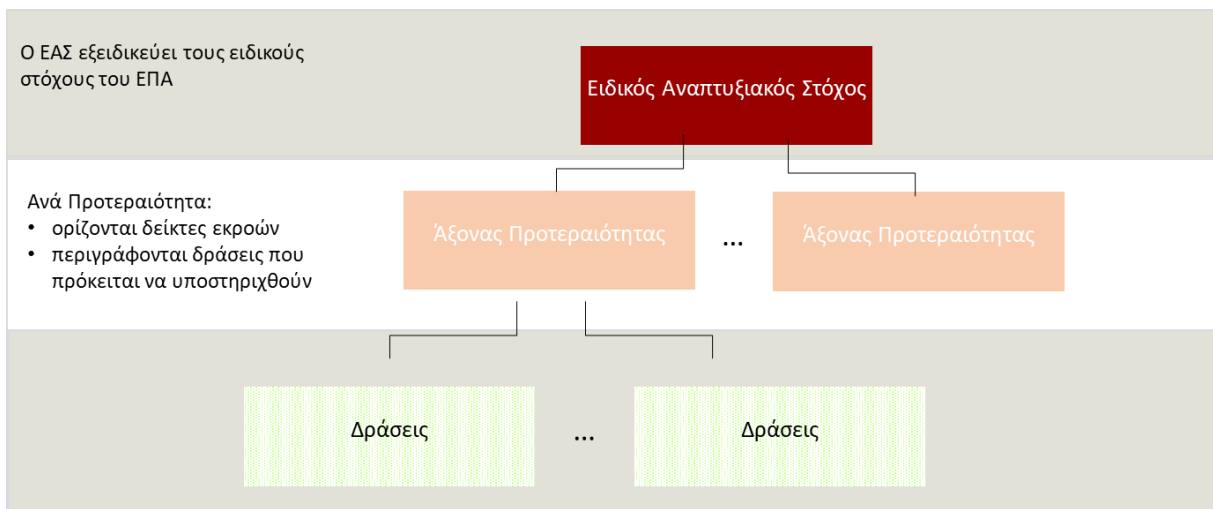 Ο ΕΑΣ εξειδικεύει τους ειδικούς
στόχους του ΕΠΑ
Ειδικός Αναπτυξιακός Στόχος
Ανά Προτεραιότητα:
• ορίζονται δείκτες εκροών
• περιγράφονται δράσεις που
πρόκειται να υποστηριχθούν
Άξονας Προτεραιότητας
...
Άξονας Προτεραιότητας
Δράσεις
...
Δράσεις